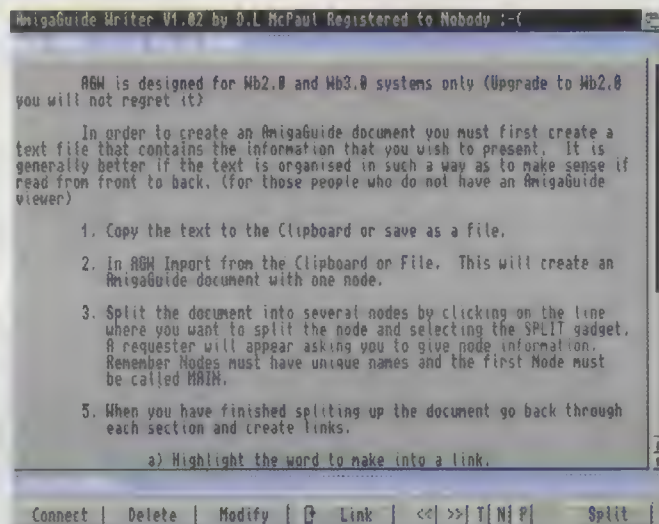 AmigaGuide Writer V1.02 by D.L McPaul Registered to Nobody :-(
AGW is designed for Wb2.0 and Wb3.0 systems only (Upgrade to Wb2.0
you will not regret it)
In order to create an AmigaGuide document you must first create a
text file that contains the information that you wish to present. It is
generally better if the text is organised in such a way as to make sense if
read from front to back. (for those people who do not have an AmigaGuide
viewer)
1. Copy the text to the Clipboard or save as a file.
2. In AGW Import from the Clipboard or File. This will create an
AmigaGuide document with one node.
3. Split the document into several nodes by clicking on the line
where you want to split the node and selecting the SPLIT gadget.
A requester will appear asking you to give node information.
Remember Nodes must have unique names and the first Node must
be called MAIN.
5. When you have finished spliting up the document go back through
each section and create links.
a) Highlight the word to make into a link.
Connect | Delete | Modify | Link | <<| >>| T| N| P| Split